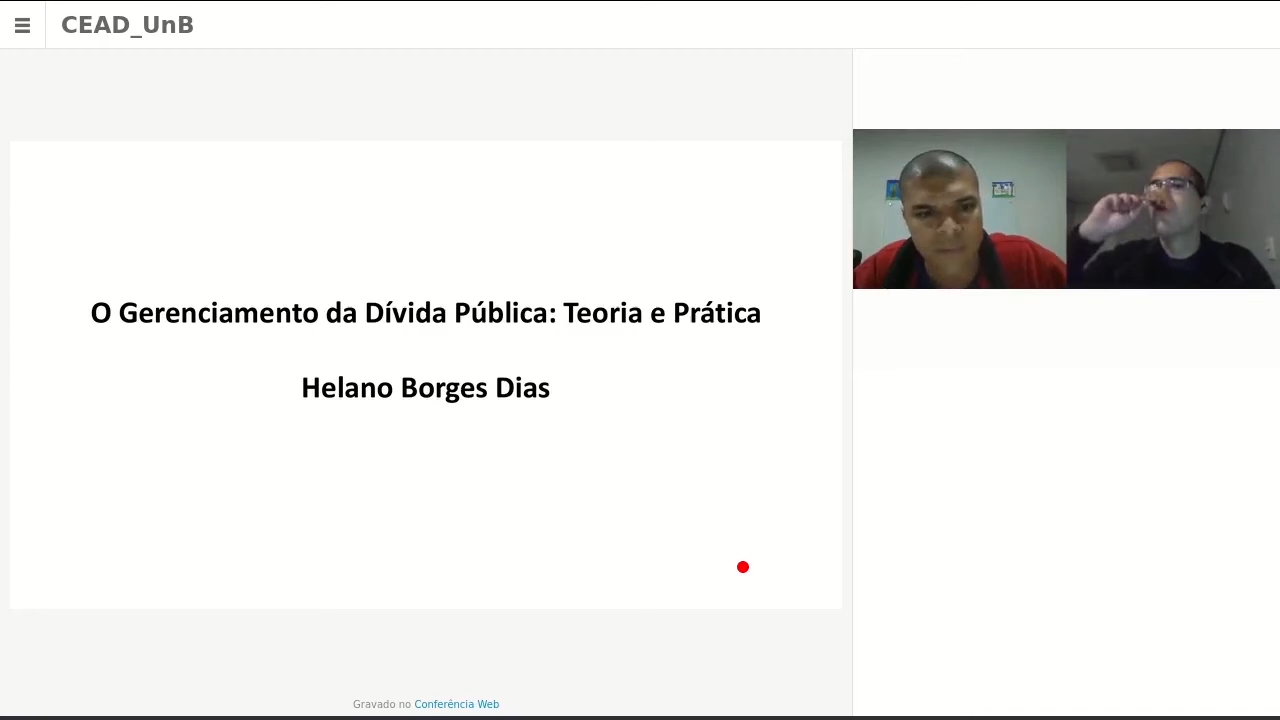 CEAD_UnB
O Gerenciamento da Dívida Pública: Teoria e Prática
Helano Borges Dias
Gravado no Conferência Web